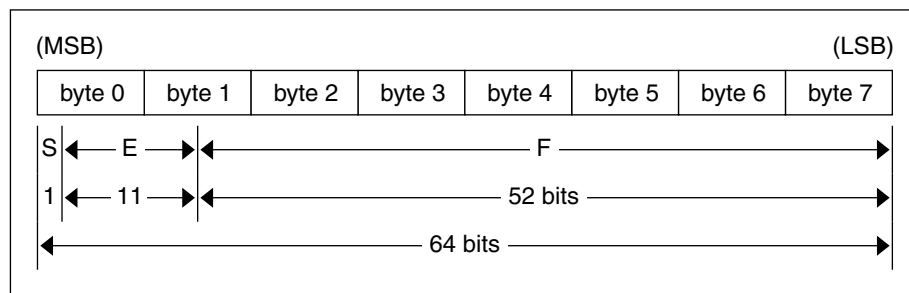 (MSB) (LSB)
byte 0 byte 1 byte 2 byte 3 byte 4 byte 5 byte 6 byte 7
S E F
1 11 52 bits
64 bits